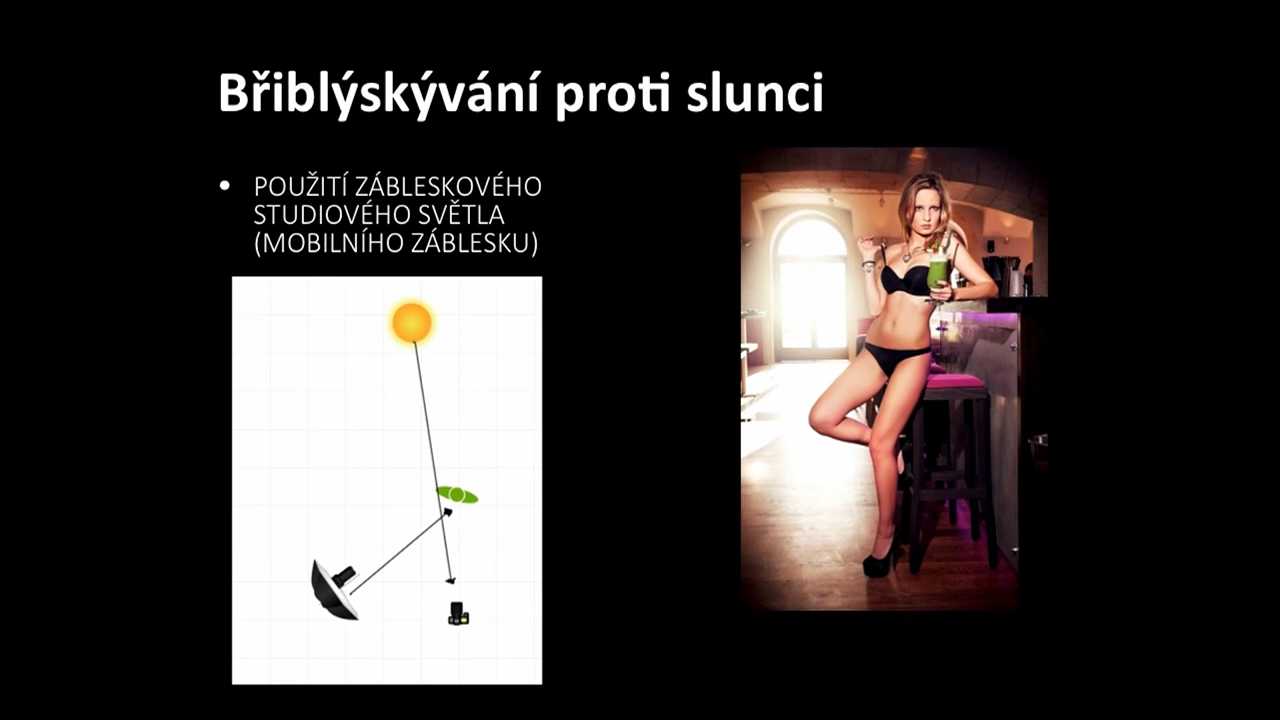 Břiblýskývání proti slunci
• POUŽITÍ ZÁBLESKOVÉHO
STUDIOVÉHO SVĚTLA
(MOBILNÍHO ZÁBLESKU)